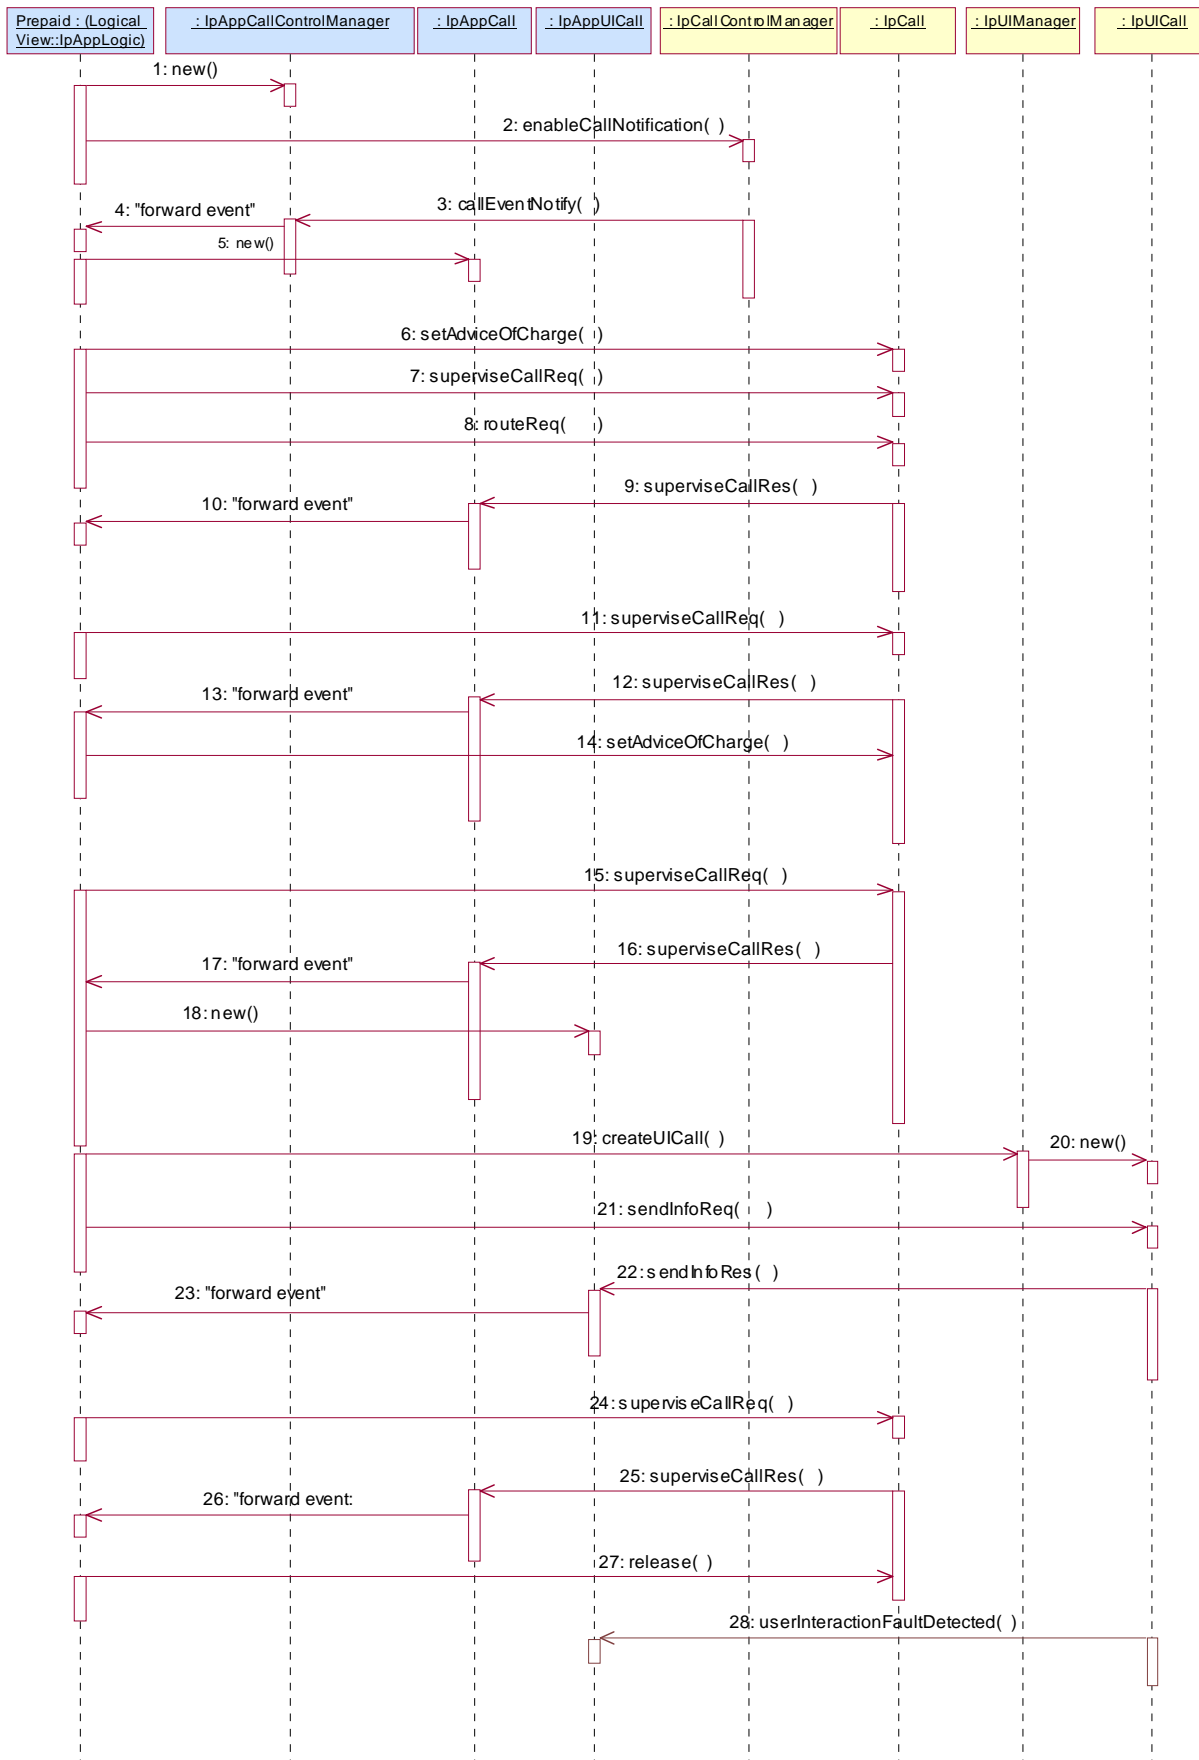 Prepaid : (Logical
View::IpAppLogic)
: IpAppCallControlManager
: IpAppCall
: IpAppUICall
: IpCallControlManager
: IpCall
: IpUIManager
: IpUICall
1: new()
2: enableCallNotification( )
3: callEventNotify( )
4: "forward event"
5: new()
6: setAdviceOfCharge( )
7: superviseCallReq( )
8: routeReq( )
9: superviseCallRes( )
10: "forward event"
11: superviseCallReq( )
12: superviseCallRes( )
13: "forward event"
14: setAdviceOfCharge( )
15: superviseCallReq( )
16: superviseCallRes( )
17: "forward event"
18: new()
19: createUICall( )
20: new()
21: sendInfoReq( )
22: sendInfoRes( )
23: "forward event"
24: superviseCallReq( )
25: superviseCallRes( )
26: "forward event:
27: release( )
28: userInteractionFaultDetected( )